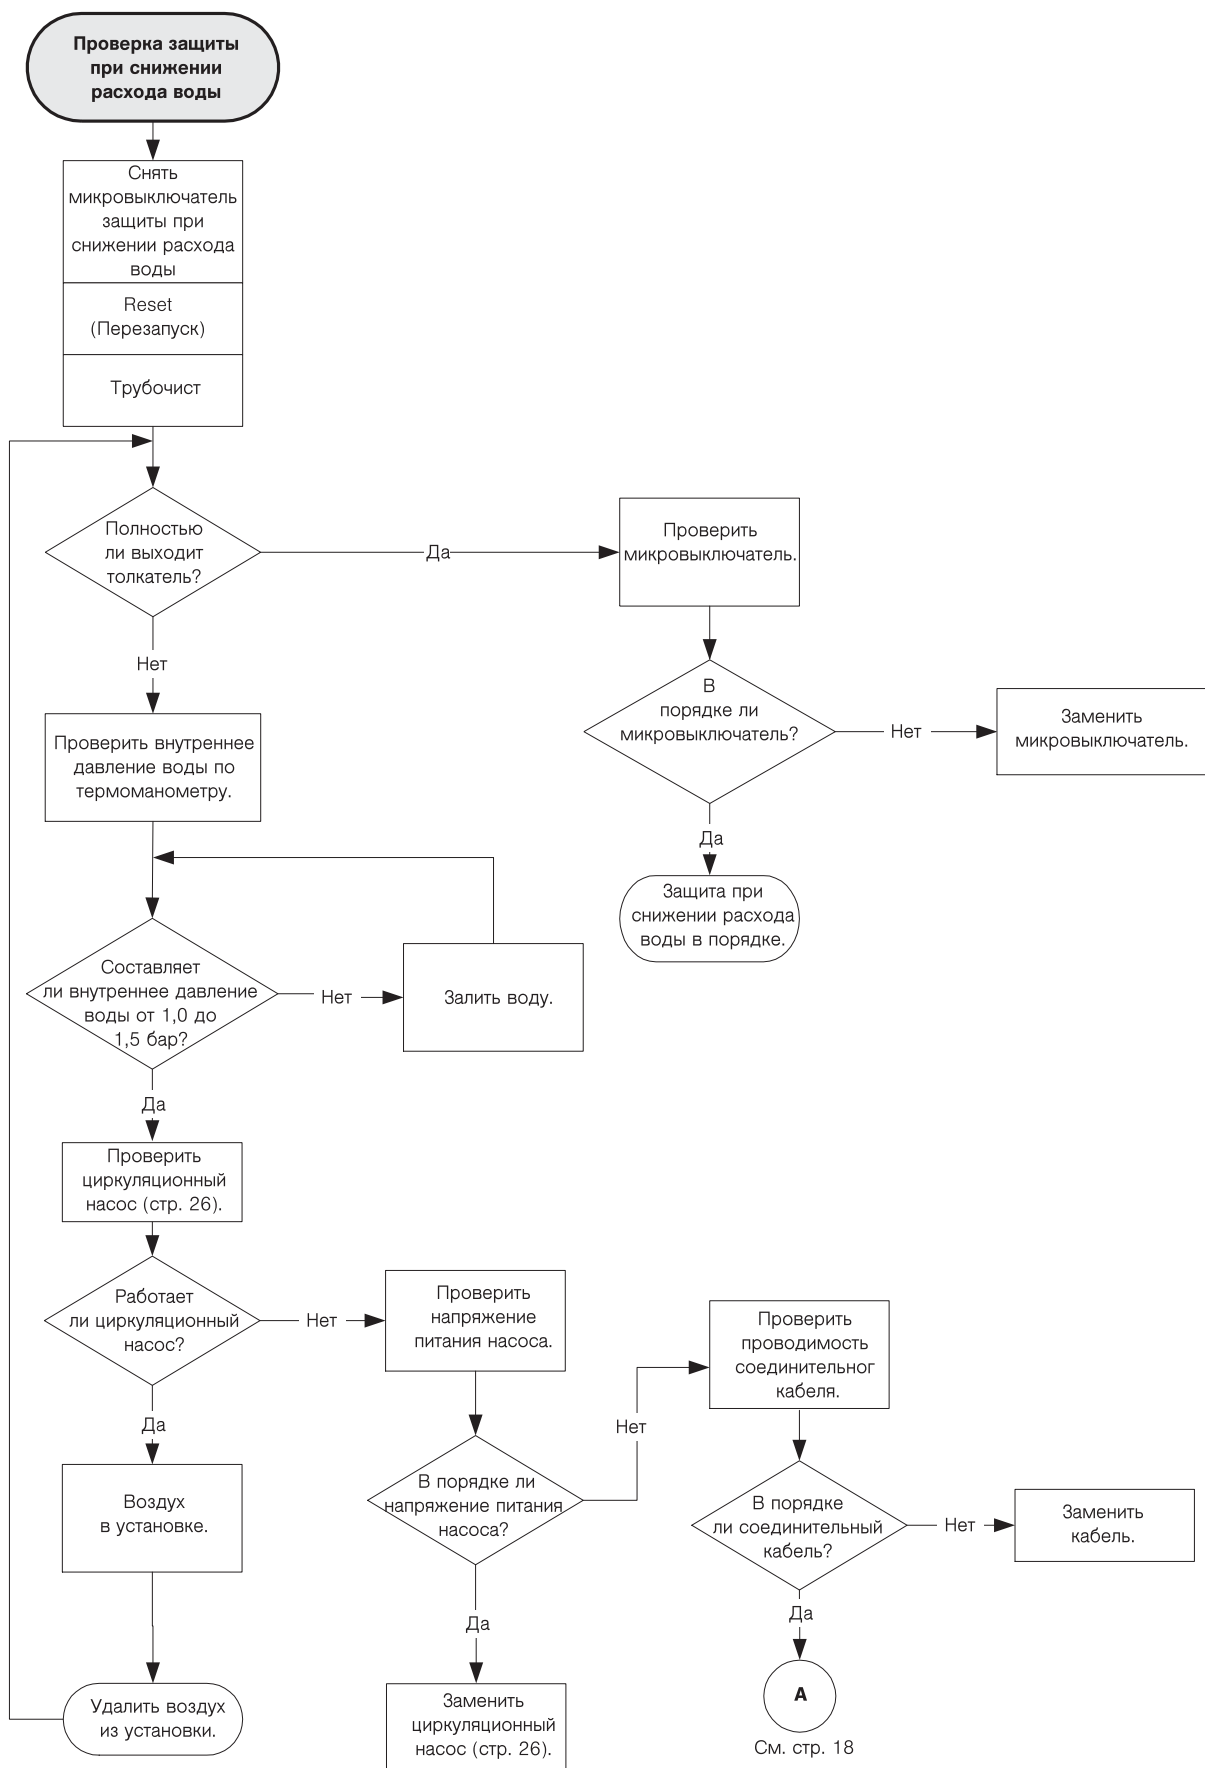 Проверка защиты
при снижении
расхода воды
Снять
микровыключатель
защиты при
снижении расхода
воды
Reset
(Перезапуск)
Трубочист
Полностью
ли выходит
толкатель?
Да
Проверить
микровыключатель.
Нет
В
порядке ли
микровыключатель?
Нет
Заменить
микровыключатель.
Проверить внутреннее
давление воды по
термоманометру.
Да
Защита при
снижении расхода
воды в порядке.
Составляет
ли внутреннее давление
воды от 1,0 до
1,5 бар?
Нет
Залить воду.
Да
Проверить
циркуляционный
насос (стр. 26).
Работает
ли циркуляционный
насос?
Нет
Проверить
напряжение
питания насоса.
Проверить
проводимость
соединительног
кабеля.
Да
Нет
Воздух
в установке.
В порядке ли
напряжение питания
насоса?
В порядке
ли соединительный
кабель?
Нет
Заменить
кабель.
Да
Да
Удалить воздух
из установки.
Заменить
циркуляционный
насос (стр. 26).
А
См. стр. 18